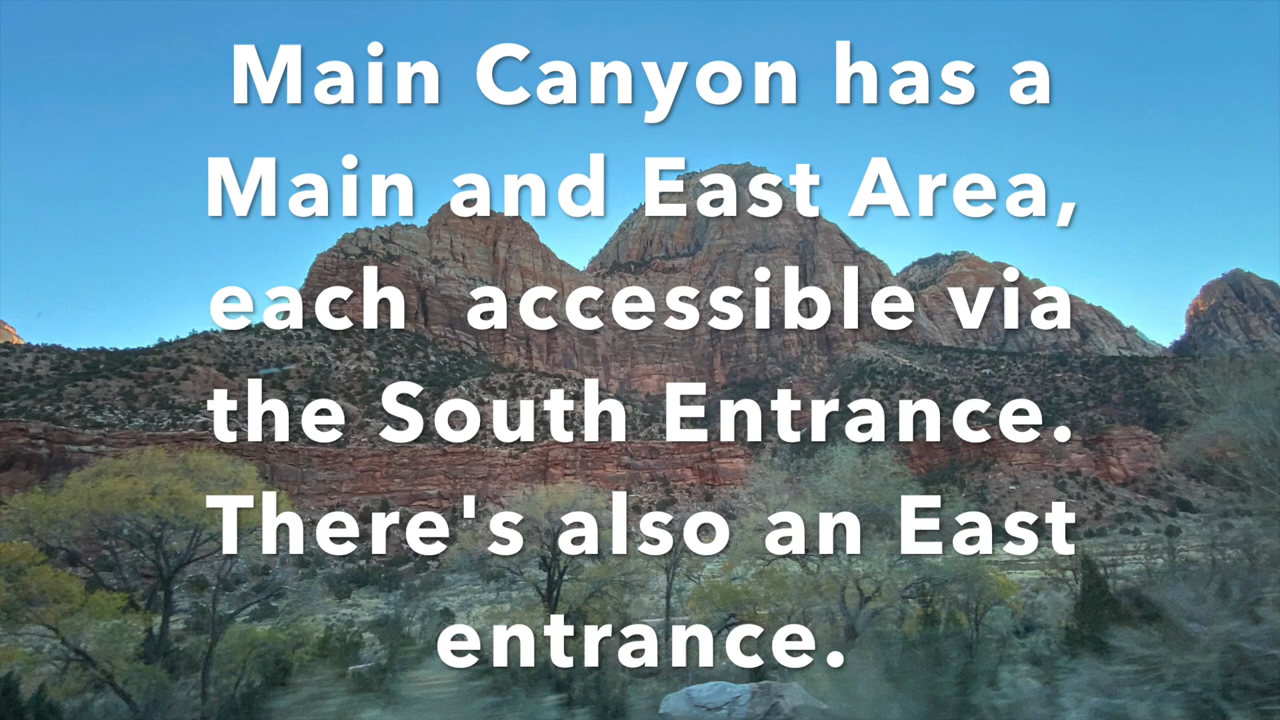 Main Canyon has a
Main and East Area,
each  accessible via
the South Entrance.
There's also an East
entrance.